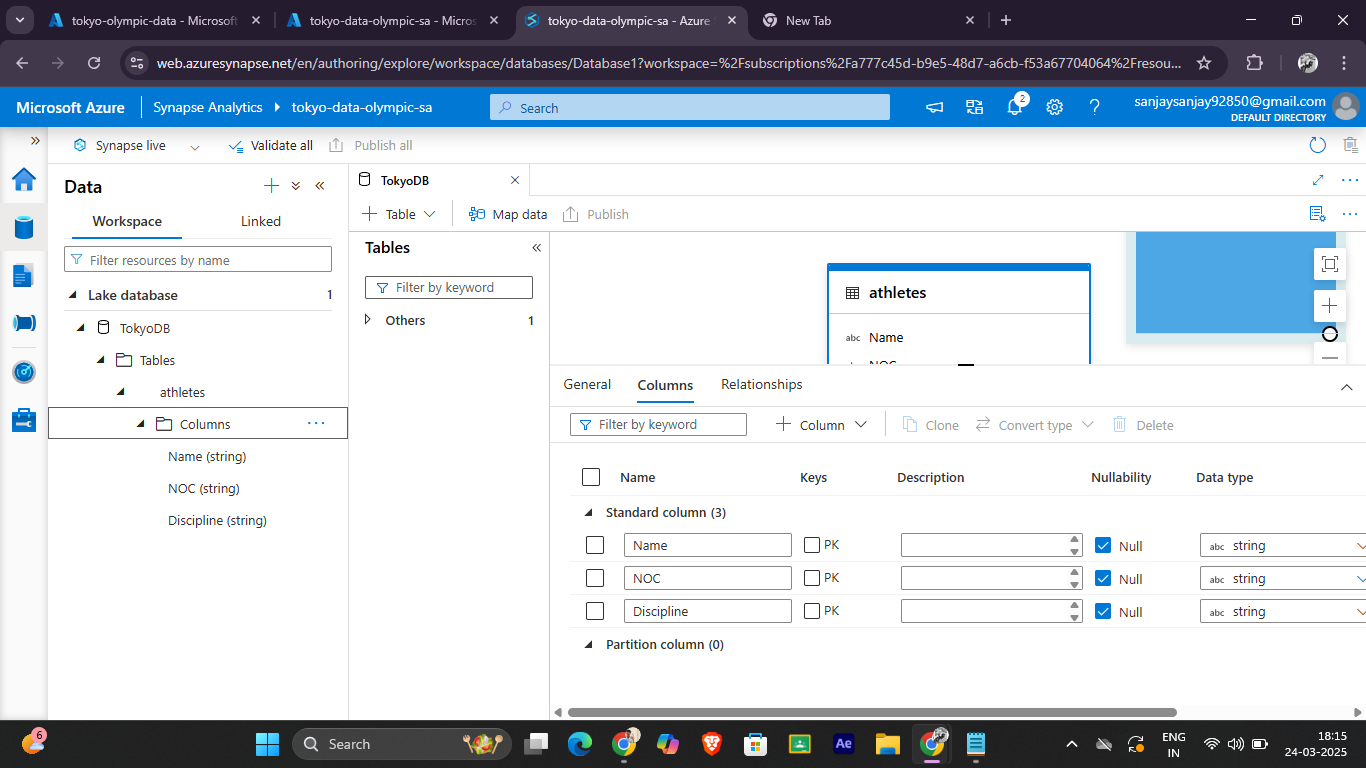 tokyo-olympic-data - Microsoft
tokyo-data-olympic-sa - Micros
tokyo-data-olympic-sa - Azure
New Tab
web.azuresynapse.net/en/authoring/explore/workspace/databases/Database1?workspace=%2Fsubscriptions%2Fa777c45d-b9e5-48d7-a6cb-f53a67704064%2Fresou...
Microsoft Azure
Synapse Analytics
tokyo-data-olympic-sa
Search
2
sanjaysanjay92850@gmail.com
DEFAULT DIRECTORY
Synapse live
Validate all
Publish all
Data
Workspace
Linked
Filter resources by name
Lake database
1
TokyoDB
Tables
athletes
Columns
Name (string)
NOC (string)
Discipline (string)
TokyoDB
Table
Map data
Publish
Tables
Filter by keyword
Others
1
athletes
abc Name
NOC
General
Columns
Relationships
Filter by keyword
Column
Clone
Convert type
Delete
Name Keys Description Nullability Data type
Standard column (3)
Name PK Null abc string
NOC PK Null abc string
Discipline PK Null abc string
Partition column (0)
6
Search
Ae
ENG
IN
18:15
24-03-2025